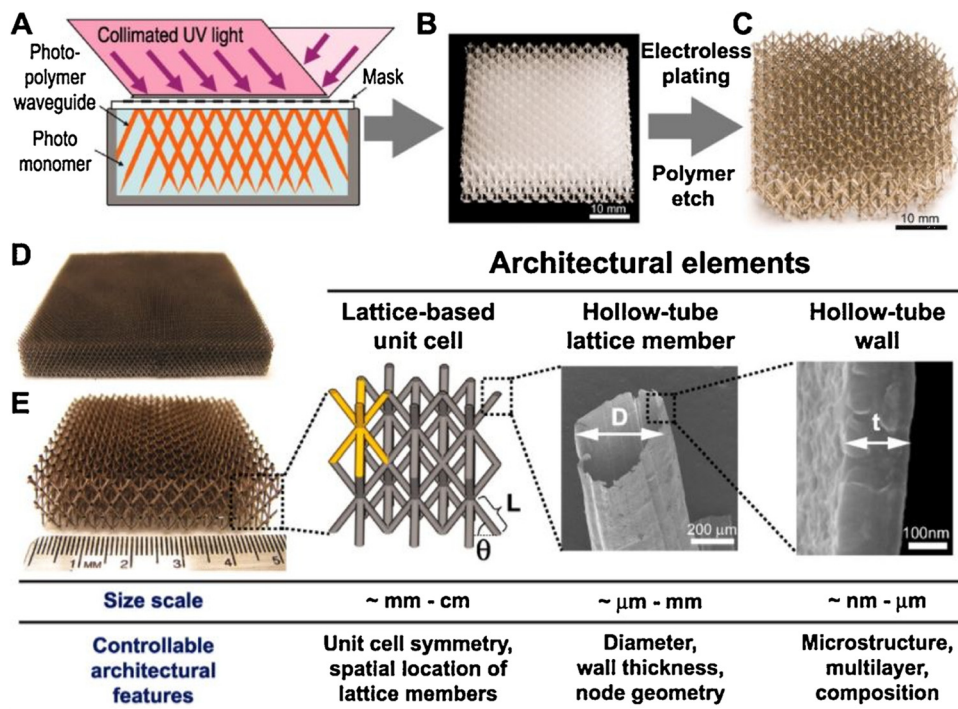 A
Collimated UV light
Photo-
polymer
waveguide
Photo
monomer
Mask
B
10 mm
Electroless
plating
Polymer
etch
C
10 mm
D
E
1 MM 2 3 4 5
Architectural elements
Lattice-based
unit cell
Hollow-tube
lattice member
Hollow-tube
wall
L
θ
D
200 μm
t
100nm
Size scale
~ mm - cm
~ μm - mm
~ nm - μm
Controllable
architectural
features
Unit cell symmetry,
spatial location of
lattice members
Diameter,
wall thickness,
node geometry
Microstructure,
multilayer,
composition